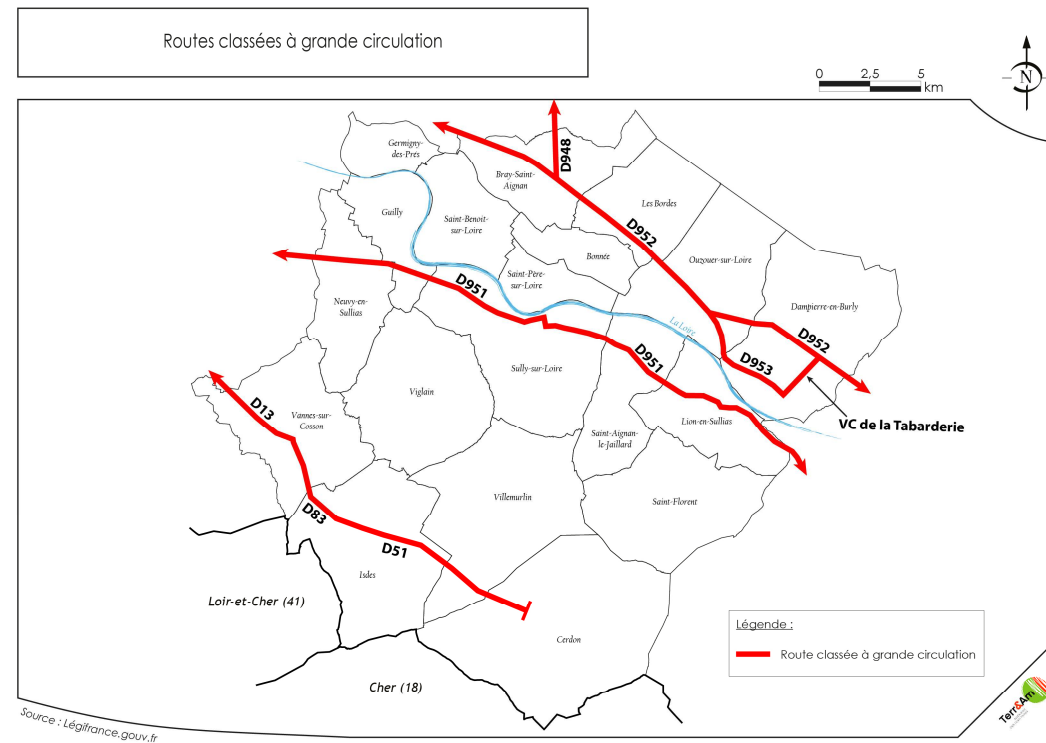 Routes classées à grande circulation
0 2,5 5
km
N
Germigny-
des-Prés
D948
Bray-Saint-
Aignan
Les Bordes
Guilly
Saint-Benoit-
sur-Loire
D952
Bonnée
Ouzouer-sur-Loire
Saint-Père-
sur-Loire
D951
Neuvy-en-
Sullias
Dampierre-en-Burly
La Loire
D952
D951
D953
Sully-sur-Loire
Viglain
D13
Vannes-sur-
Cosson
Lion-en-Sullias
VC de la Tabarderie
Saint-Aignan-
le-Jaillard
Villemurlin
Saint-Florent
D83
D51
Isdes
Loir-et-Cher (41)
Cerdon
Cher (18)
Légende :
Route classée à grande circulation
Source : Légifrance.gouv.fr
Terr&Am